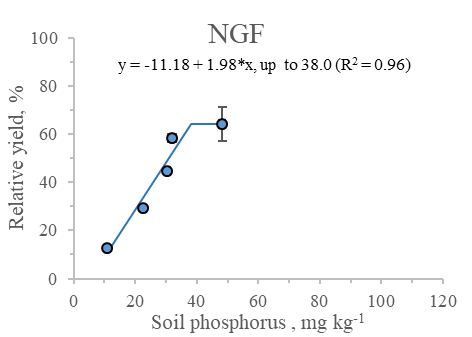 NGF
y = -11.18 + 1.98*x, up to 38.0 (R² = 0.96)
Relative yield, %
100
80
60
40
20
0
0 20 40 60 80 100 120
Soil phosphorus , mg kg⁻¹